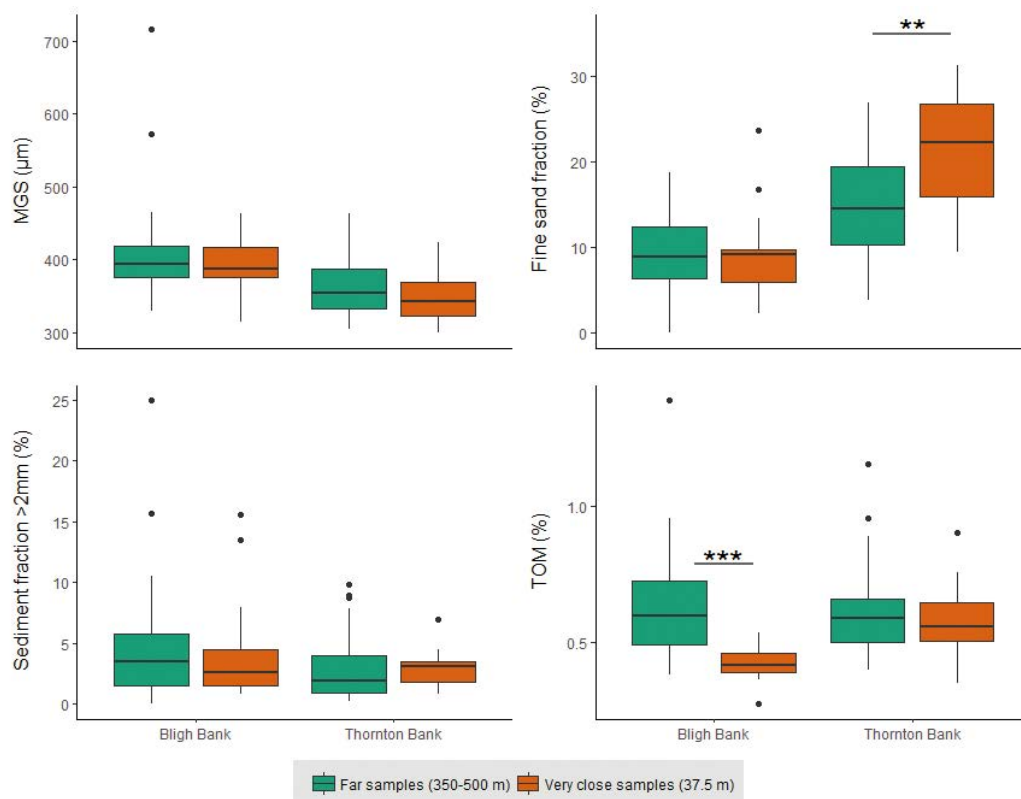 MGS (µm)
700
600
500
400
300
Fine sand fraction (%)
30
20
10
0
**
Sediment fraction >2mm (%)
25
20
15
10
5
0
Bligh Bank
Thornton Bank
TOM (%)
1.0
0.5
***
Bligh Bank
Thornton Bank
Far samples (350-500 m) Very close samples (37.5 m)